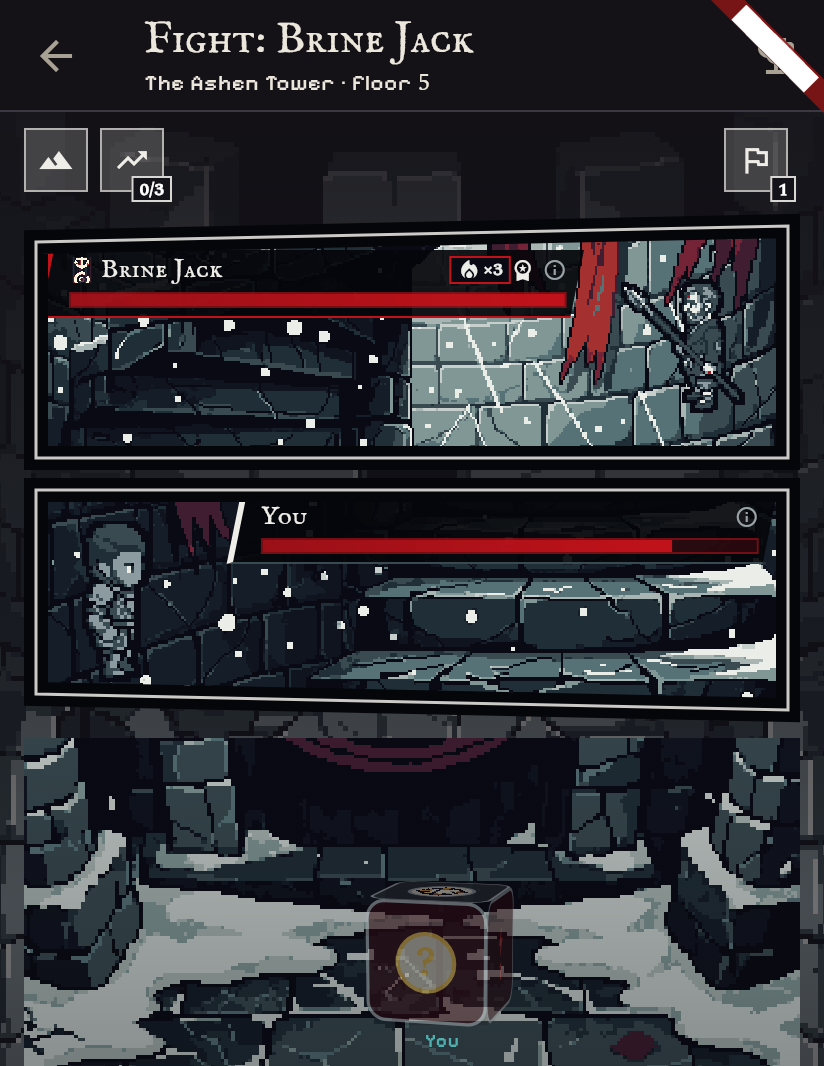 Fight: Brine Jack
The Ashen Tower · Floor 5
0/3
1
Brine Jack
×3
You
?
You